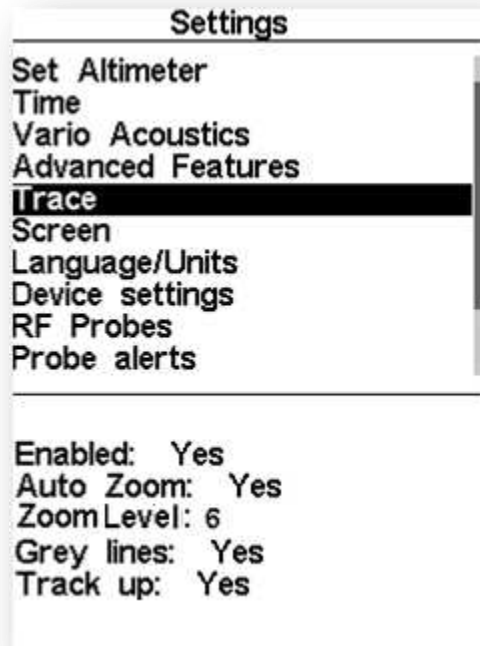 Settings
Set Altimeter
Time
Vario Acoustics
Advanced Features
Trace
Screen
Language/Units
Device settings
RF Probes
Probe alerts
Enabled: Yes
Auto Zoom: Yes
Zoom Level: 6
Grey lines: Yes
Track up: Yes